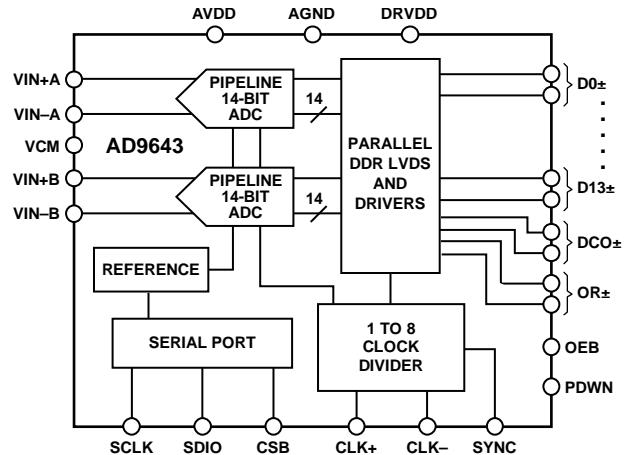 AVDD AGND DRVDD
VIN+A
VIN–A
VCM
VIN+B
VIN–B
AD9643
PIPELINE
14-BIT
ADC
14
PIPELINE
14-BIT
ADC
14
PARALLEL
DDR LVDS
AND
DRIVERS
D0±
D13±
DCO±
OR±
OEB
PDWN
REFERENCE
SERIAL PORT
1 TO 8
CLOCK
DIVIDER
SCLK SDIO CSB CLK+ CLK– SYNC